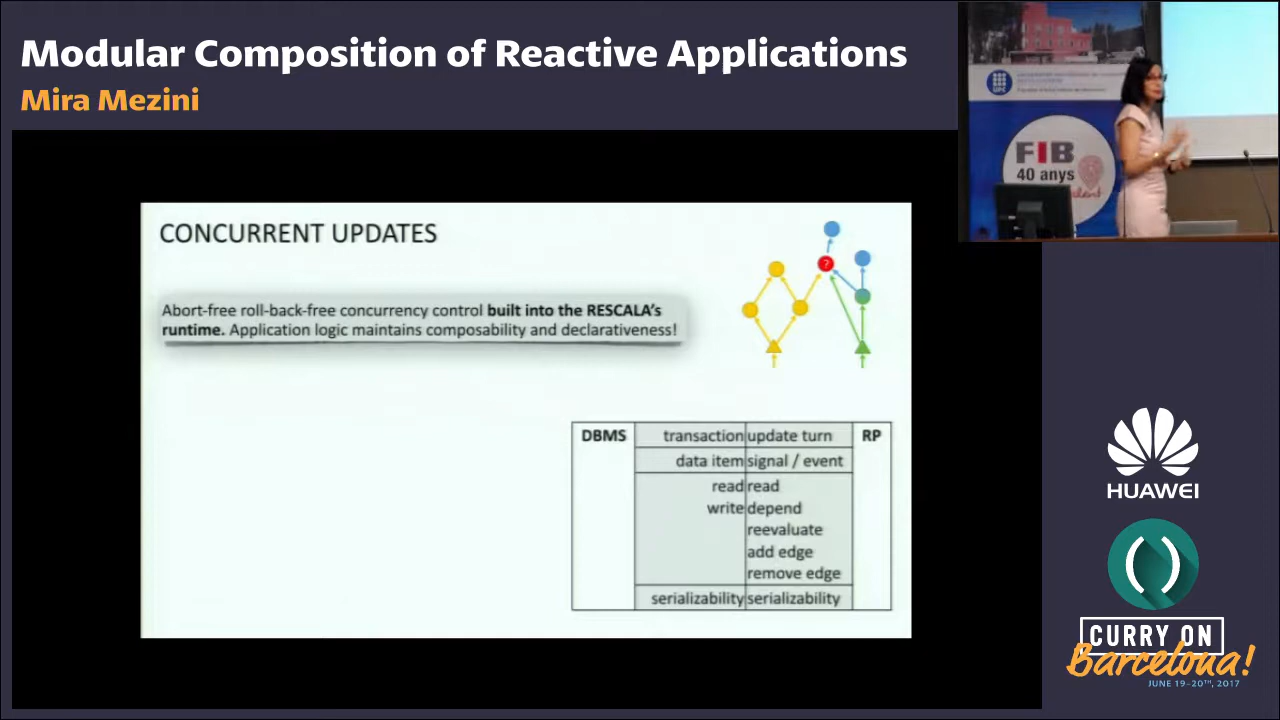 Modular Composition of Reactive Applications
Mira Mezini
UPC
FIB
40 anys
CONCURRENT UPDATES
?
Abort-free roll-back-free concurrency control built into the RESCALA's
runtime. Application logic maintains composability and declarativeness!
DBMS transaction update turn RP
data item signal / event
read read
write depend
reevaluate
add edge
remove edge
serializability serializability
HUAWEI
CURRY ON
Barcelona!
JUNE 19-20TH, 2017